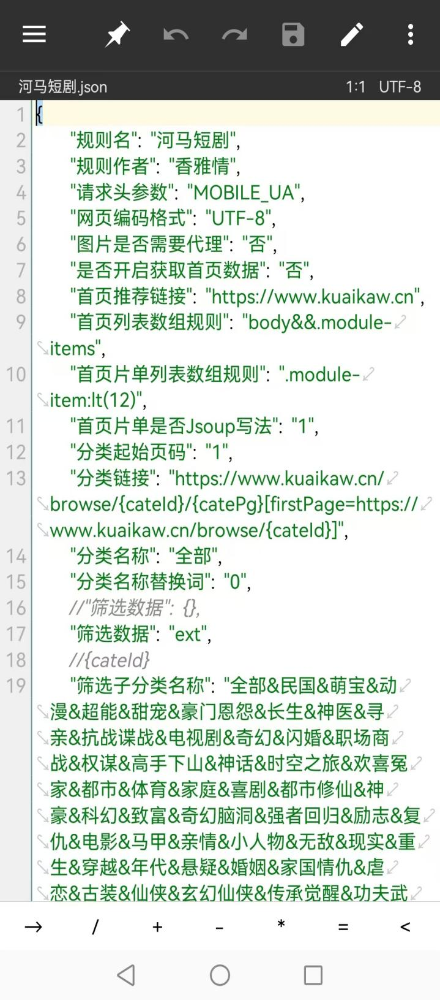 河马短剧.json 1:1 UTF-8
1 {
2 "规则名": "河马短剧",
3 "规则作者": "香雅情",
4 "请求头参数": "MOBILE_UA",
5 "网页编码格式": "UTF-8",
6 "图片是否需要代理": "否",
7 "是否开启获取首页数据": "否",
8 "首页推荐链接": "https://www.kuaikaw.cn",
9 "首页列表数组规则": "body&&.module-
items",
10 "首页片单列表数组规则": ".module-
item:lt(12)",
11 "首页片单是否Jsoup写法": "1",
12 "分类起始页码": "1",
13 "分类链接": "https://www.kuaikaw.cn/
browse/{cateId}/{catePg}[firstPage=https://
www.kuaikaw.cn/browse/{cateId}]",
14 "分类名称": "全部",
15 "分类名称替换词": "0",
16 //"筛选数据": {},
17 "筛选数据": "ext",
18 //{cateId}
19 "筛选子分类名称": "全部&民国&萌宝&动
漫&超能&甜宠&豪门恩怨&长生&神医&寻
亲&抗战谍战&电视剧&奇幻&闪婚&职场商
战&权谋&高手下山&神话&时空之旅&欢喜冤
家&都市&体育&家庭&喜剧&都市修仙&神
豪&科幻&致富&奇幻脑洞&强者回归&励志&复
仇&电影&马甲&亲情&小人物&无敌&现实&重
生&穿越&年代&悬疑&婚姻&家国情仇&虐
恋&古装&仙侠&玄幻仙侠&传承觉醒&功夫武
→ / + - * = <